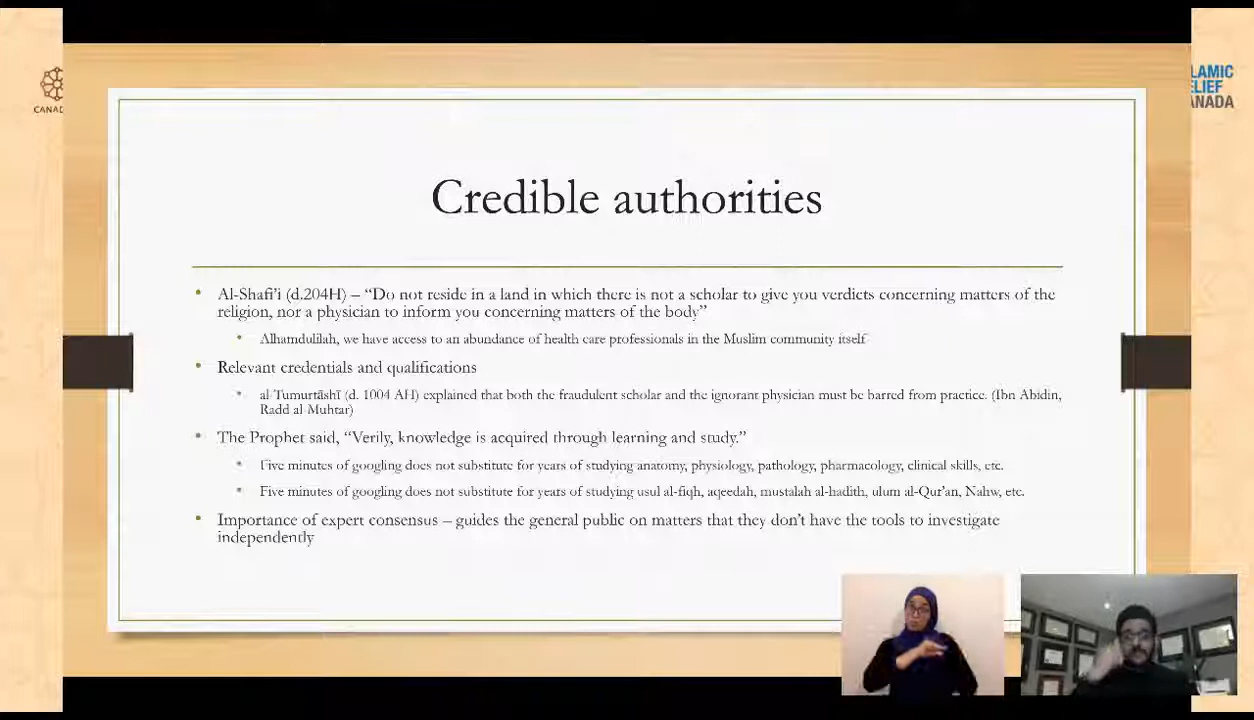 CANAD
LAMIC
ELIEF
ANADA
Credible authorities
• Al-Shafi'i (d.204H) – “Do not reside in a land in which there is not a scholar to give you verdicts concerning matters of the
religion, nor a physician to inform you concerning matters of the body”
• Alhamdulilah, we have access to an abundance of health care professionals in the Muslim community itself
• Relevant credentials and qualifications
• al-Tumurtāshī (d. 1004 AH) explained that both the fraudulent scholar and the ignorant physician must be barred from practice. (Ibn Abidin,
Radd al-Muhtar)
• The Prophet said, “Verily, knowledge is acquired through learning and study.”
• Five minutes of googling does not substitute for years of studying anatomy, physiology, pathology, pharmacology, clinical skills, etc.
• Five minutes of googling does not substitute for years of studying usul al-fiqh, aqeedah, mustalah al-hadith, ulum al-Qur'an, Nahw, etc.
• Importance of expert consensus – guides the general public on matters that they don't have the tools to investigate
independently